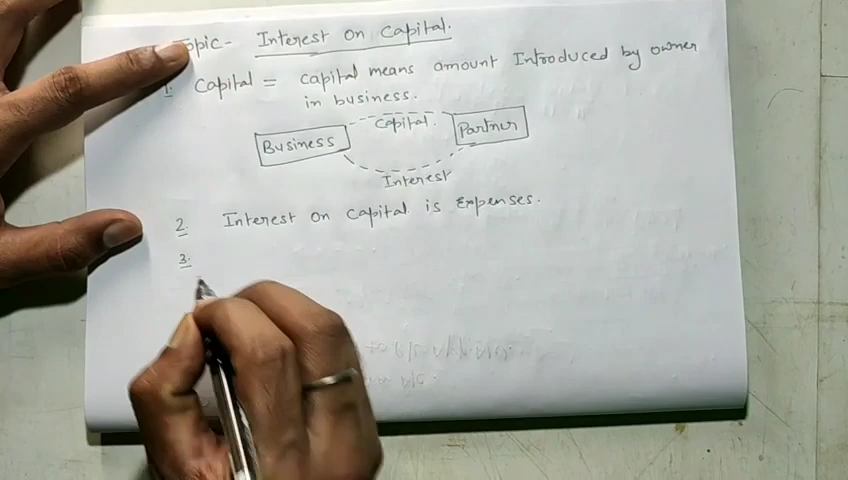 Topic- Interest on Capital.
1. Capital = capital means amount Introduced by owner
in business.
Capital.
Business
Partner
Interest
2. Interest on capital is Expenses.
3.